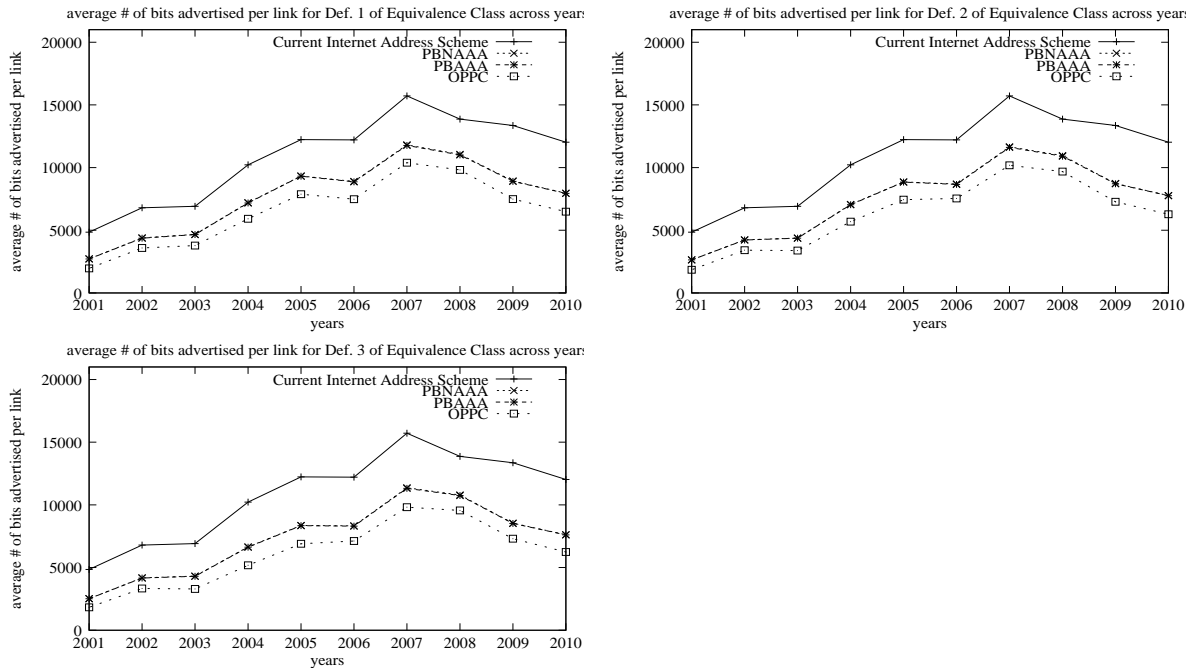 average # of bits advertised per link for Def. 1 of Equivalence Class across years
average # of bits advertised per link
20000
15000
10000
5000
0
Current Internet Address Scheme
PBNAAA
PBAAA
OPPC
2001 2002 2003 2004 2005 2006 2007 2008 2009 2010
years
average # of bits advertised per link for Def. 2 of Equivalence Class across years
average # of bits advertised per link
20000
15000
10000
5000
0
Current Internet Address Scheme
PBNAAA
PBAAA
OPPC
2001 2002 2003 2004 2005 2006 2007 2008 2009 2010
years
average # of bits advertised per link for Def. 3 of Equivalence Class across years
average # of bits advertised per link
20000
15000
10000
5000
0
Current Internet Address Scheme
PBNAAA
PBAAA
OPPC
2001 2002 2003 2004 2005 2006 2007 2008 2009 2010
years